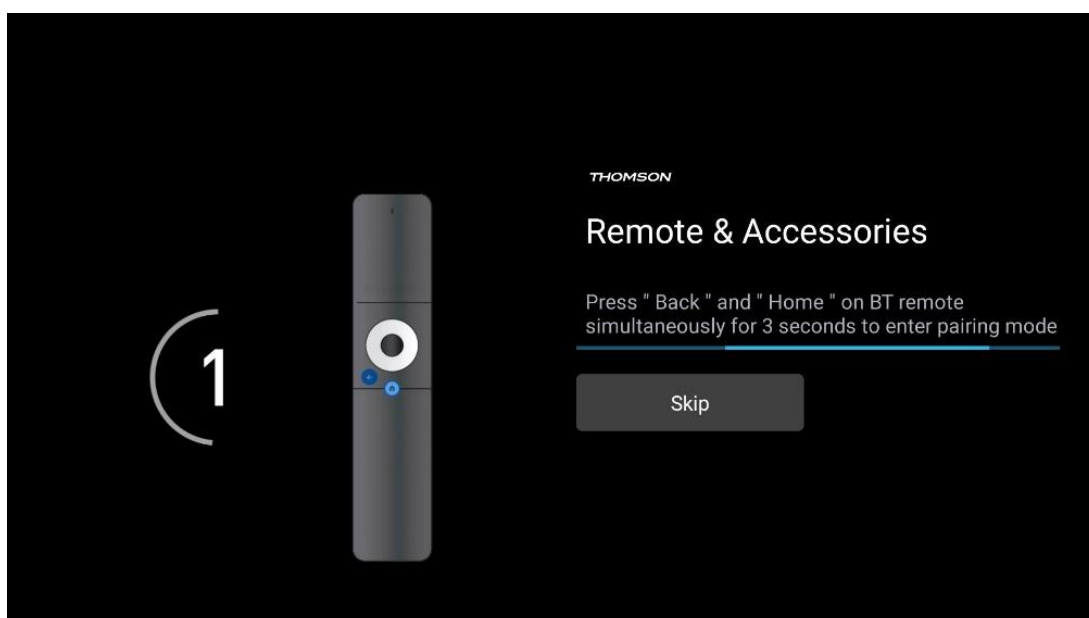 1
THOMSON
Remote & Accessories
Press " Back " and " Home " on BT remote
simultaneously for 3 seconds to enter pairing mode
Skip